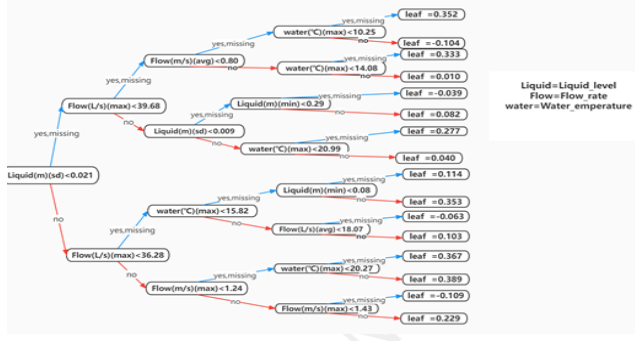 yes,missing
leaf =0.352
water(℃)(max)<10.25
no
leaf =-0.104
yes,missing
Flow(m/s)(avg)<0.80
yes,missing
leaf =0.333
no
water(℃)(max)<14.08
no
leaf =0.010
yes,missing
Flow(L/s)(max)<39.68
yes,missing
leaf =-0.039
yes,missing
Liquid(m)(min)<0.29
no
leaf =0.082
no
Liquid(m)(sd)<0.009
yes,missing
leaf =0.277
no
water(℃)(max)<20.99
no
leaf =0.040
yes,missing
Liquid(m)(sd)<0.021
yes,missing
leaf =0.114
Liquid(m)(min)<0.08
yes,missing
no
leaf =0.353
water(℃)(max)<15.82
yes,missing
leaf =-0.063
no
Flow(L/s)(avg)<18.07
no
leaf =0.103
yes,missing
no
Flow(L/s)(max)<36.28
yes,missing
leaf =0.367
yes,missing
water(℃)(max)<20.27
no
leaf =0.389
no
Flow(m/s)(max)<1.24
yes,missing
leaf =-0.109
no
Flow(m/s)(max)<1.43
no
leaf =0.229
Liquid=Liquid_level
Flow=Flow_rate
water=Water_emperature